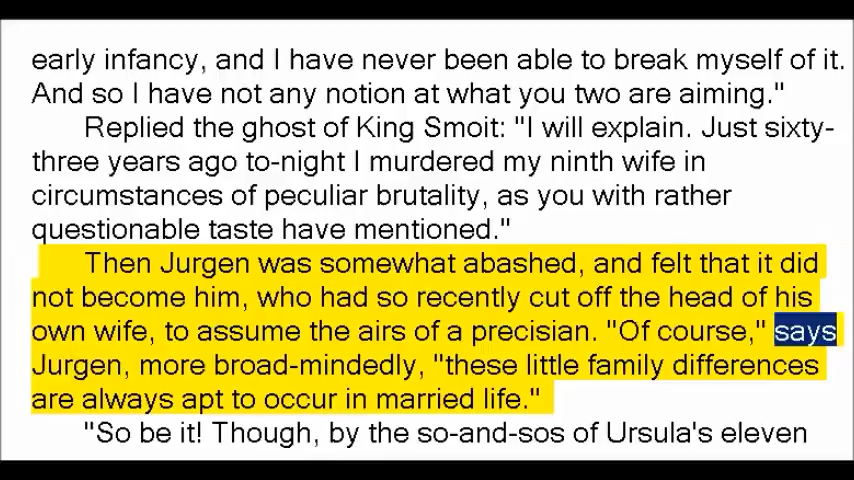 early infancy, and I have never been able to break myself of it.
And so I have not any notion at what you two are aiming."
Replied the ghost of King Smoit: "I will explain. Just sixty-
three years ago to-night I murdered my ninth wife in
circumstances of peculiar brutality, as you with rather
questionable taste have mentioned."
Then Jurgen was somewhat abashed, and felt that it did
not become him, who had so recently cut off the head of his
own wife, to assume the airs of a precisian. "Of course," says
Jurgen, more broad-mindedly, "these little family differences
are always apt to occur in married life."
"So be it! Though, by the so-and-sos of Ursula's eleven